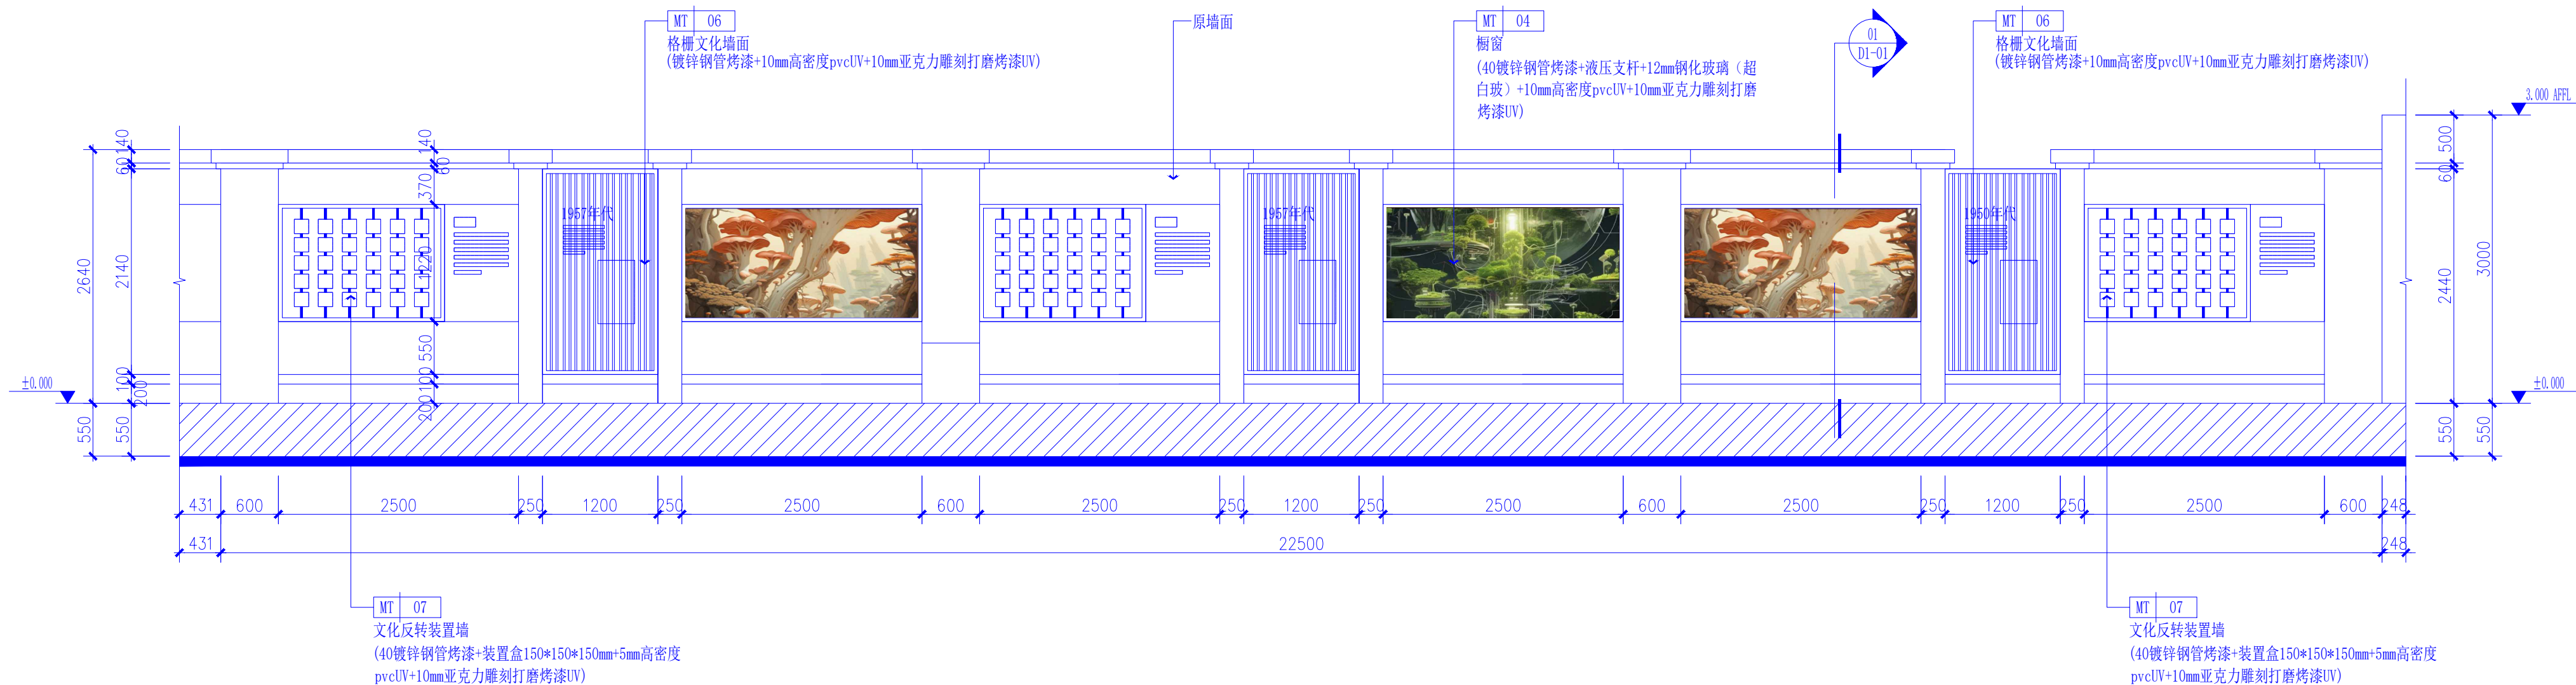 MT 06
格栅文化墙面
(镀锌钢管烤漆+10mm高密度pvcUV+10mm亚克力雕刻打磨烤漆UV)
原墙面
MT 04
橱窗
(40镀锌钢管烤漆+液压支杆+12mm钢化玻璃（超
白玻）+10mm高密度pvcUV+10mm亚克力雕刻打磨
烤漆UV)
01
D1-01
MT 06
格栅文化墙面
(镀锌钢管烤漆+10mm高密度pvcUV+10mm亚克力雕刻打磨烤漆UV)
3.000 AFFL
±0.000
2640
550
140
60
2140
100
200
550
140
60
370
1220
550
100
200
1957年代
1957年代
1950年代
500
60
2440
550
3000
550
±0.000
431 600 2500 250 1200 250 2500 600 2500 250 1200 250 2500 600 2500 250 1200 250 2500 600 248
431 22500 248
MT 07
文化反转装置墙
(40镀锌钢管烤漆+装置盒150*150*150mm+5mm高密度
pvcUV+10mm亚克力雕刻打磨烤漆UV)
MT 07
文化反转装置墙
(40镀锌钢管烤漆+装置盒150*150*150mm+5mm高密度
pvcUV+10mm亚克力雕刻打磨烤漆UV)